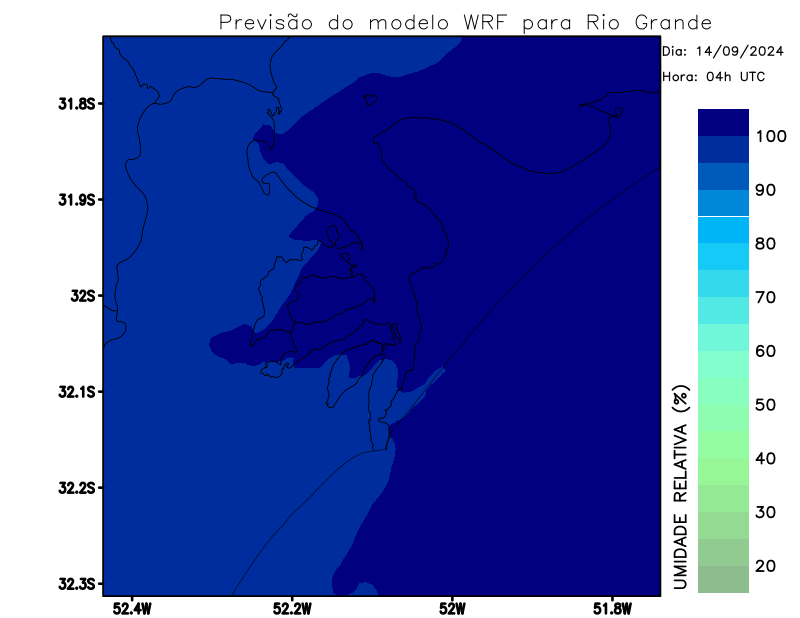 Previsão do modelo WRF para Rio Grande
Dia: 14/09/2024
Hora: 04h UTC
31.8S
31.9S
32S
32.1S
32.2S
32.3S
52.4W
52.2W
52W
51.8W
100
90
80
70
60
50
40
30
20
UMIDADE RELATIVA (%)